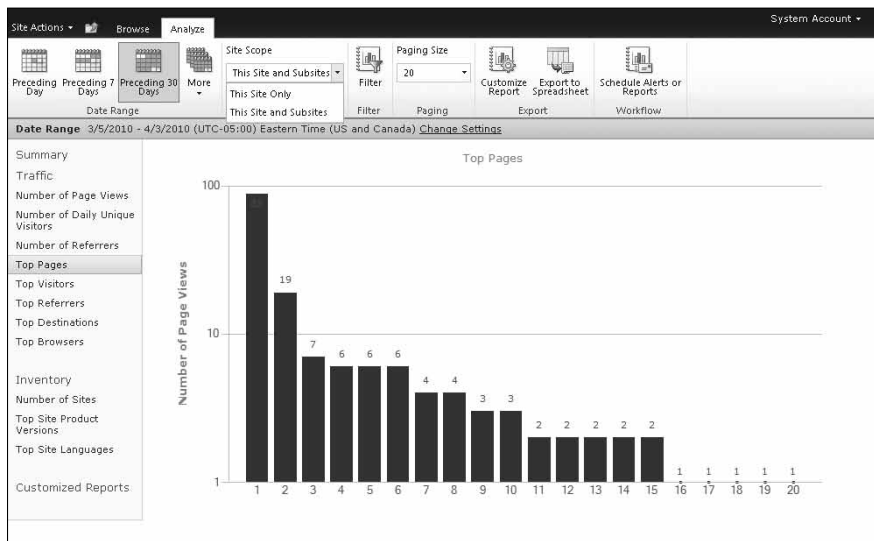 Site Actions
Browse
Analyze
System Account
Preceding Day
Preceding 7 Days
Preceding 30 Days
More
Date Range
Site Scope
This Site and Subsites
This Site Only
This Site and Subsites
Filter
Filter
Paging Size
20
Paging
Customize Report
Export to Spreadsheet
Export
Schedule Alerts or Reports
Workflow
Date Range 3/5/2010 - 4/3/2010 (UTC-05:00) Eastern Time (US and Canada) Change Settings
Summary
Traffic
Number of Page Views
Number of Daily Unique
Visitors
Number of Referrers
Top Pages
Top Visitors
Top Referrers
Top Destinations
Top Browsers
Inventory
Number of Sites
Top Site Product
Versions
Top Site Languages
Customized Reports
Top Pages
Number of Page Views
100
10
1
19
7
6
6
6
4
4
3
3
2
2
2
2
2
1
1
1
1
1
1 2 3 4 5 6 7 8 9 10 11 12 13 14 15 16 17 18 19 20